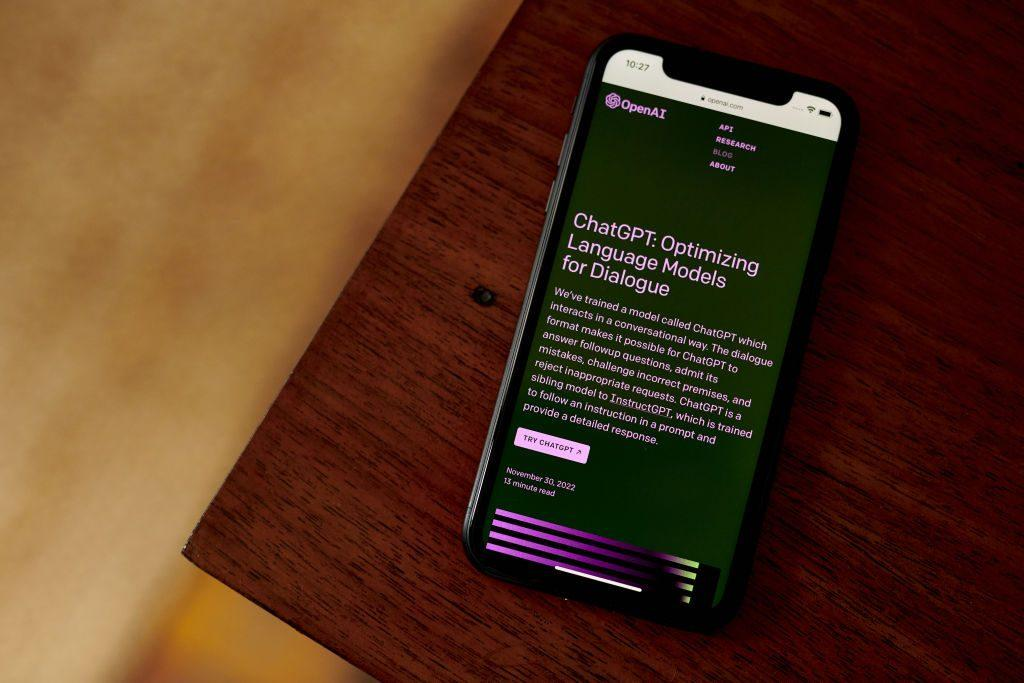 10:27
openai.com
OpenAI
API
RESEARCH
BLOG
ABOUT
ChatGPT: Optimizing
Language Models
for Dialogue
We've trained a model called ChatGPT which
interacts in a conversational way. The dialogue
format makes it possible for ChatGPT to
answer followup questions, admit its
mistakes, challenge incorrect premises, and
reject inappropriate requests. ChatGPT is a
sibling model to InstructGPT, which is trained
to follow an instruction in a prompt and
provide a detailed response.
TRY CHATGPT ↗
November 30, 2022
13 minute read